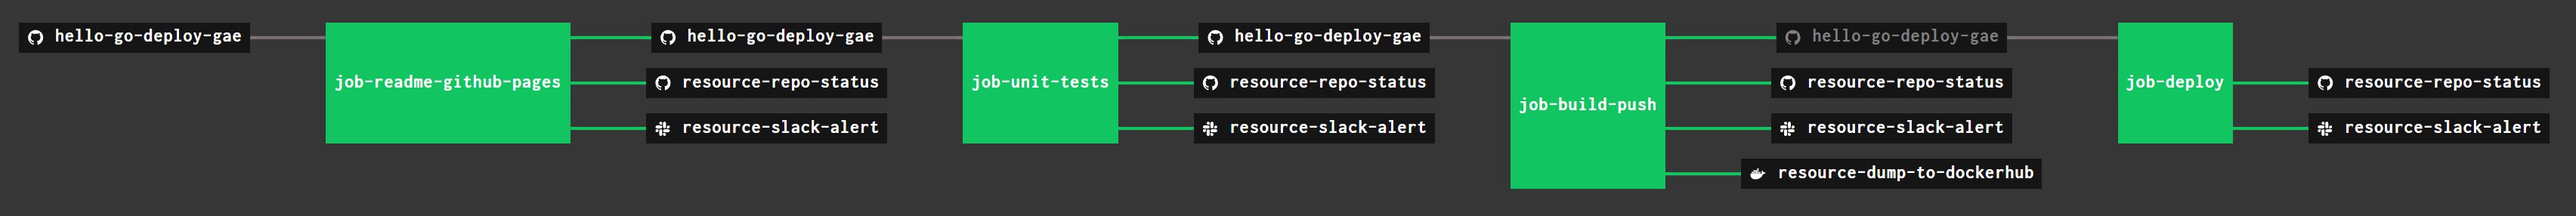 hello-go-deploy-gae
job-readme-github-pages
hello-go-deploy-gae
resource-repo-status
resource-slack-alert
job-unit-tests
hello-go-deploy-gae
resource-repo-status
resource-slack-alert
job-build-push
hello-go-deploy-gae
resource-repo-status
resource-slack-alert
resource-dump-to-dockerhub
job-deploy
resource-repo-status
resource-slack-alert